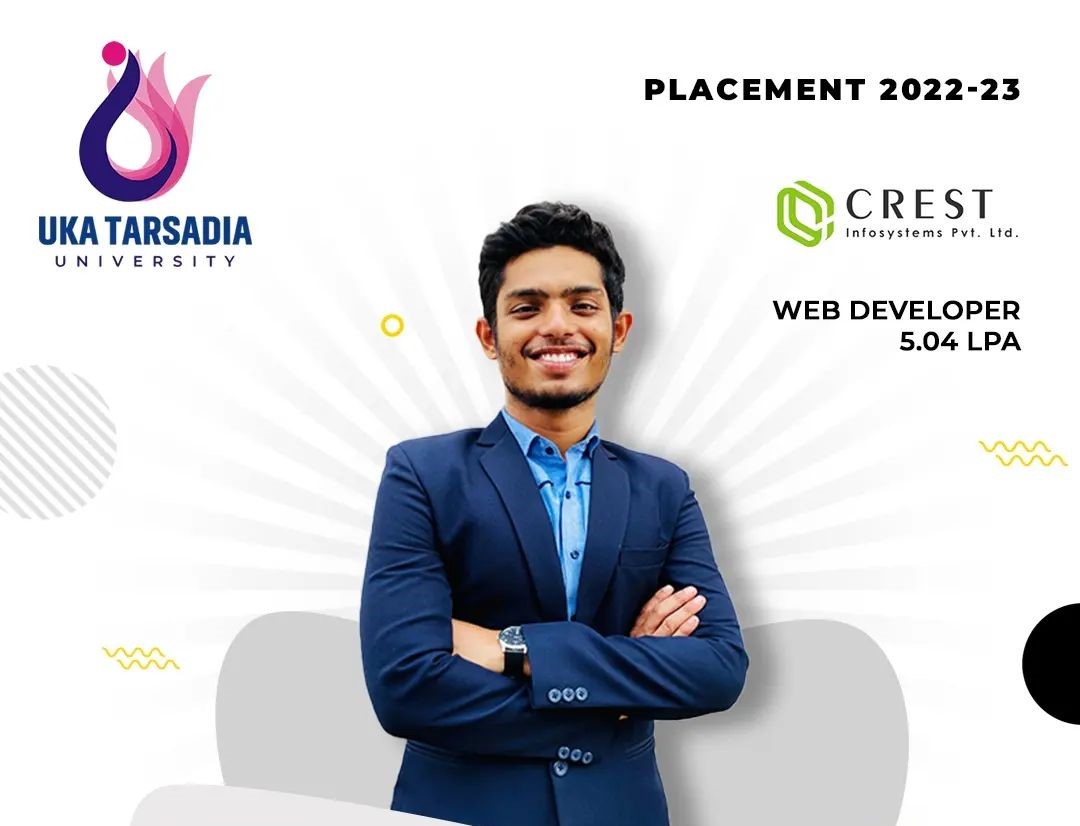 PLACEMENT 2022-23
UKA TARSADIA
UNIVERSITY
CREST
Infosystems Pvt. Ltd.
WEB DEVELOPER
5.04 LPA